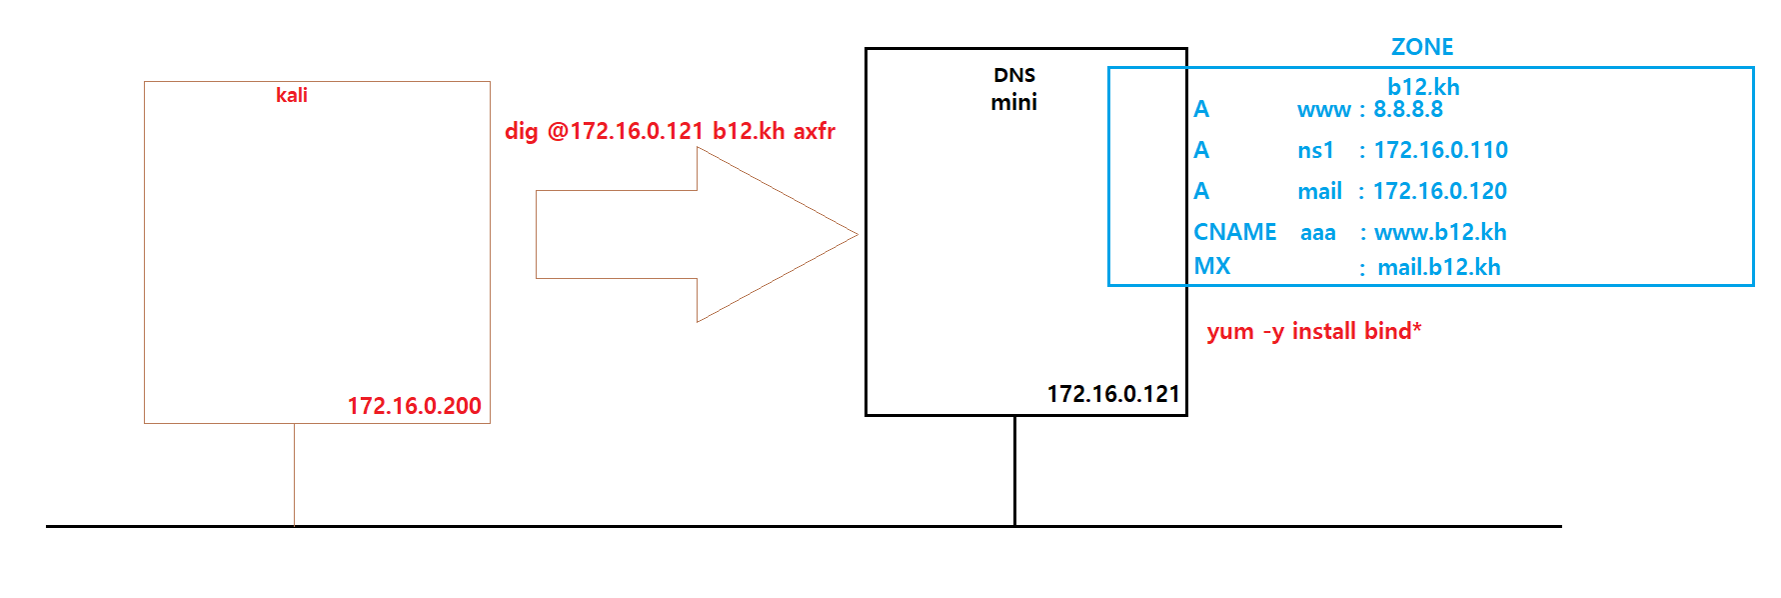 kali
172.16.0.200
dig @172.16.0.121 b12.kh axfr
DNS
mini
172.16.0.121
ZONE
b12.kh
A www : 8.8.8.8
A ns1 : 172.16.0.110
A mail : 172.16.0.120
CNAME aaa : www.b12.kh
MX : mail.b12.kh
yum -y install bind*